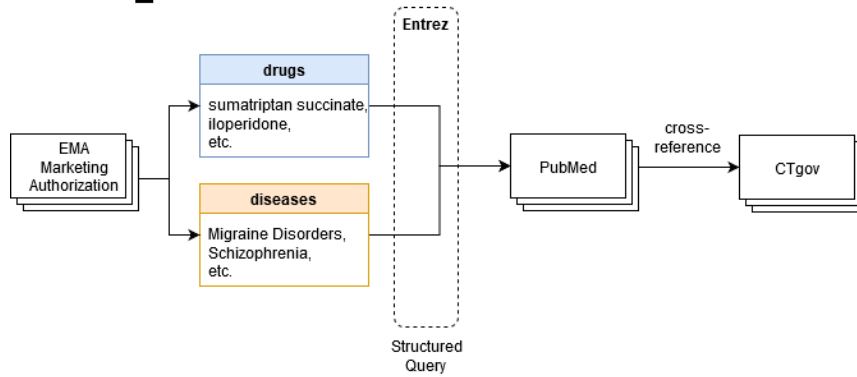 Entrez
drugs
sumatriptan succinate,
iloperidone,
etc.
EMA
Marketing
Authorization
diseases
Migraine Disorders,
Schizophrenia,
etc.
PubMed
cross-
reference
CTgov
Structured
Query